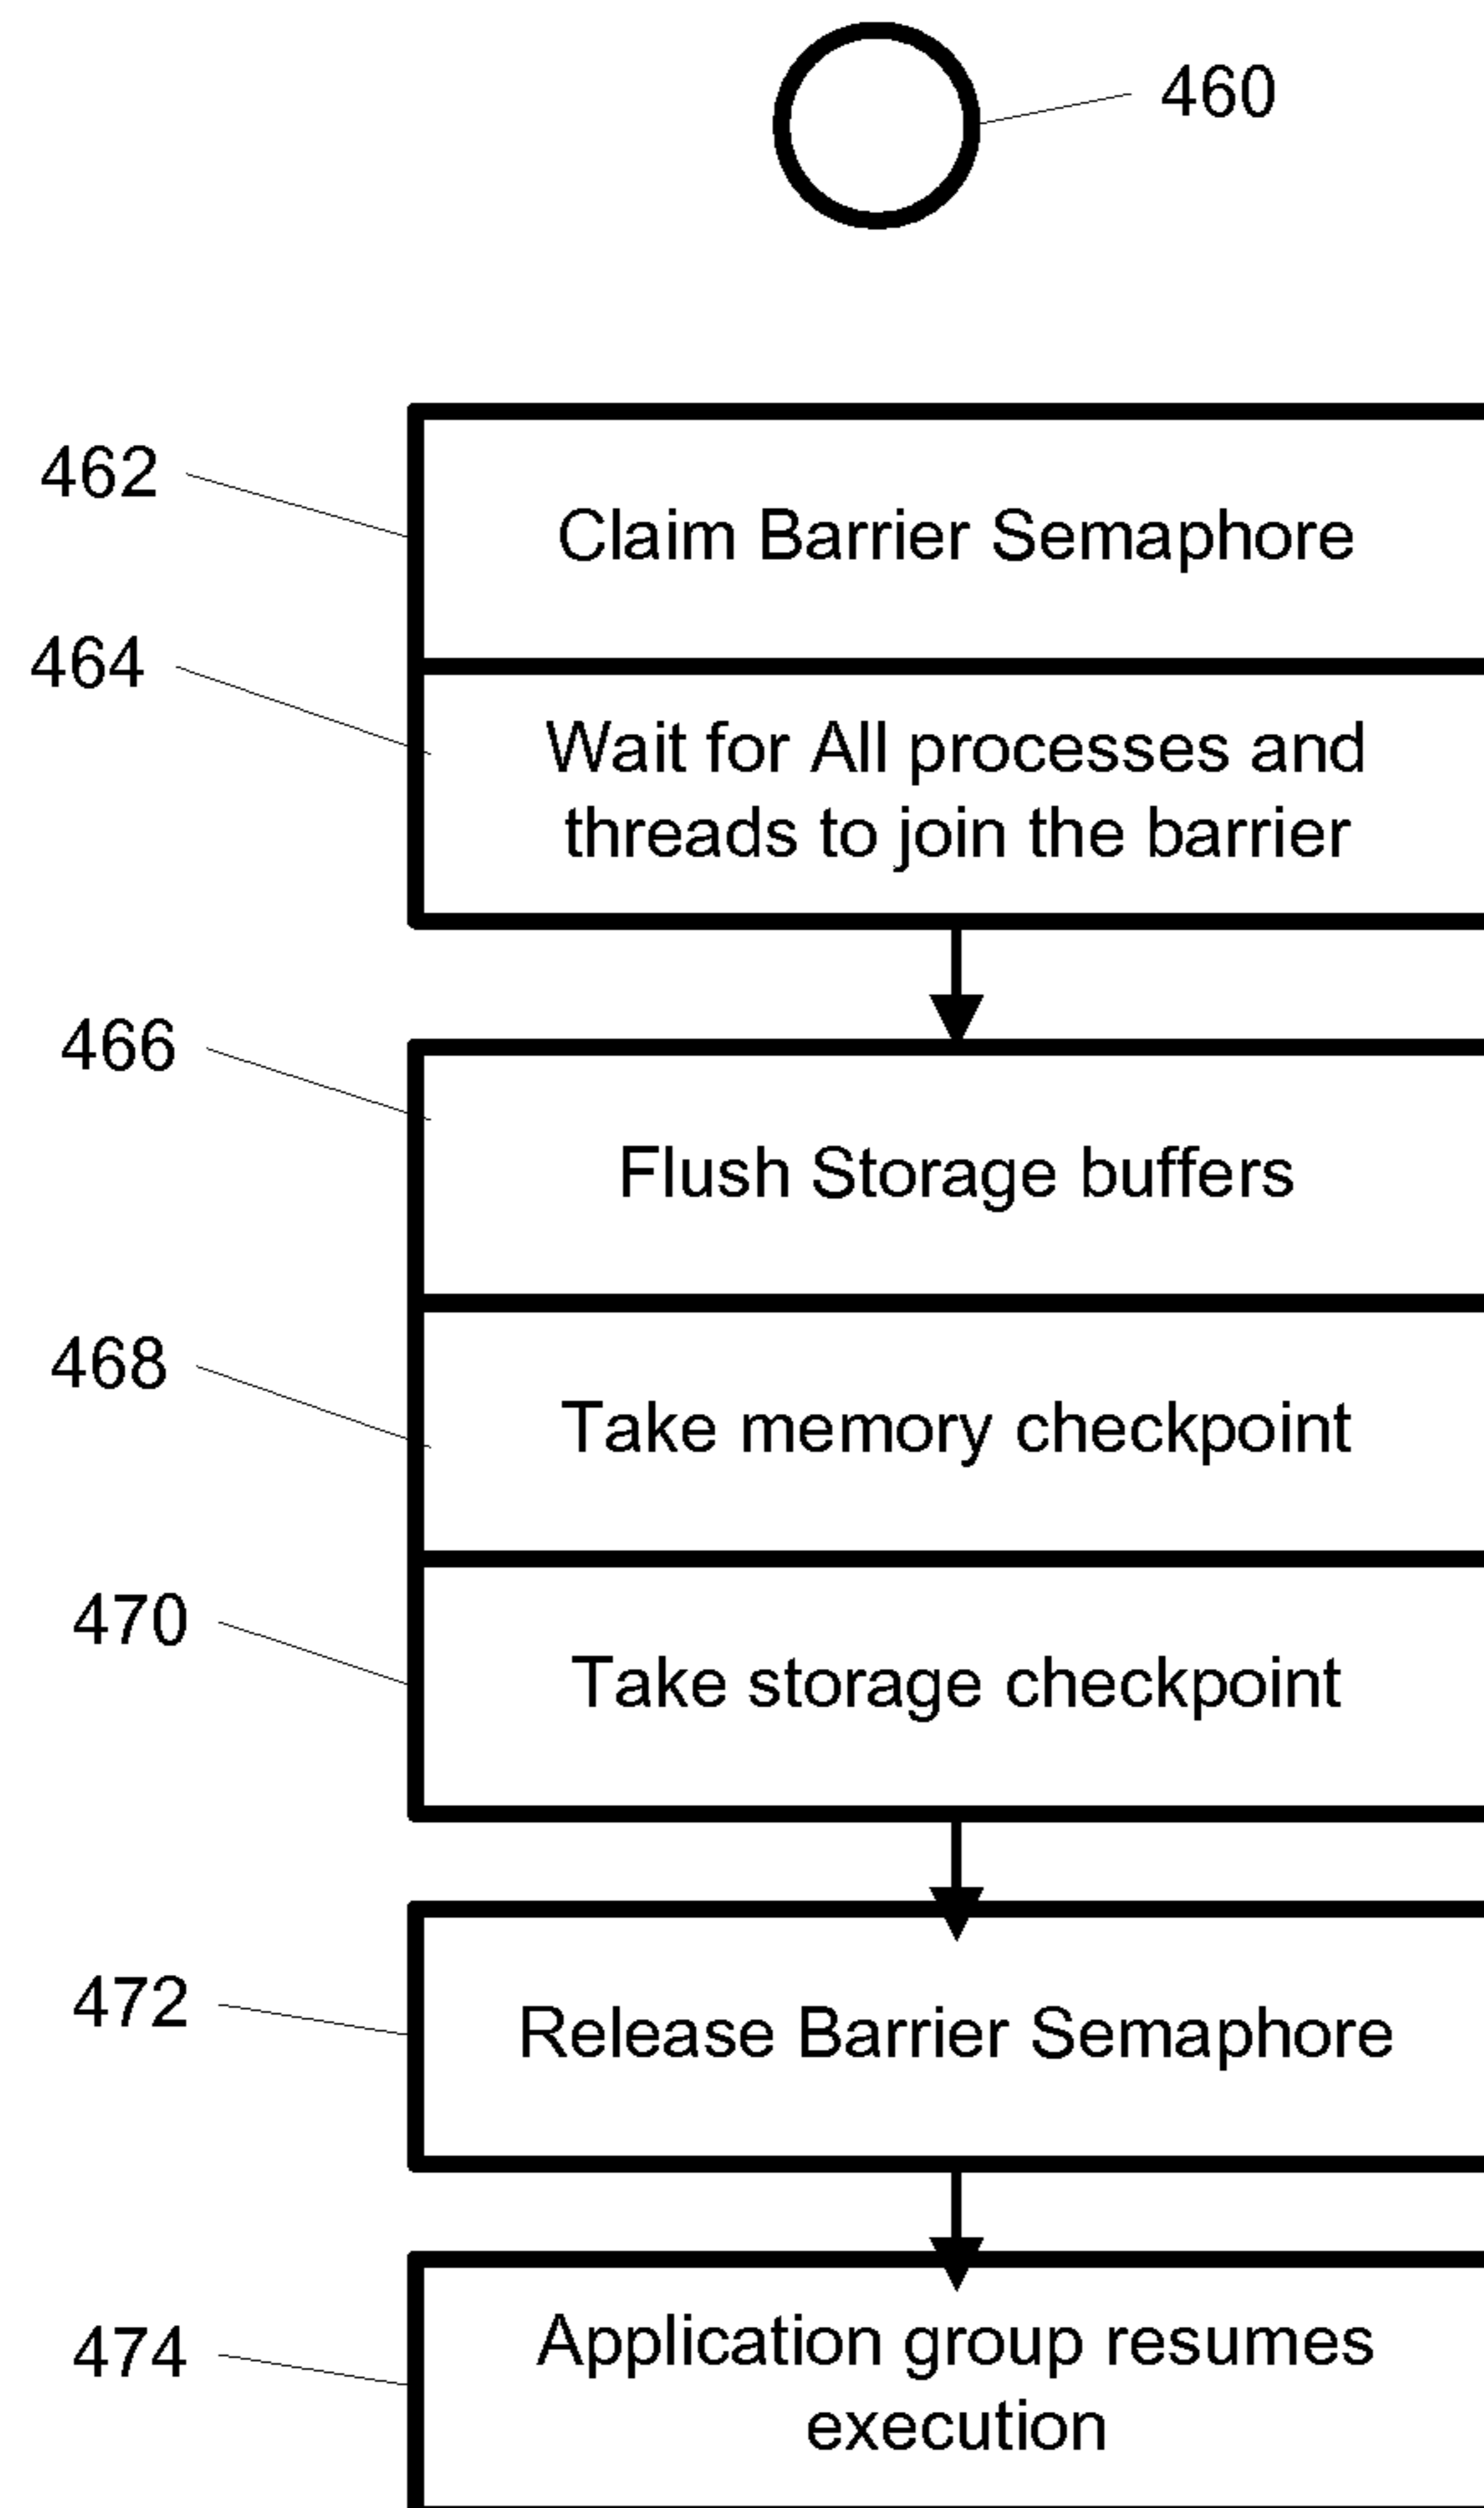 460
462
Claim Barrier Semaphore
464
Wait for All processes and
threads to join the barrier
466
Flush Storage buffers
468
Take memory checkpoint
470
Take storage checkpoint
472
Release Barrier Semaphore
474
Application group resumes
execution